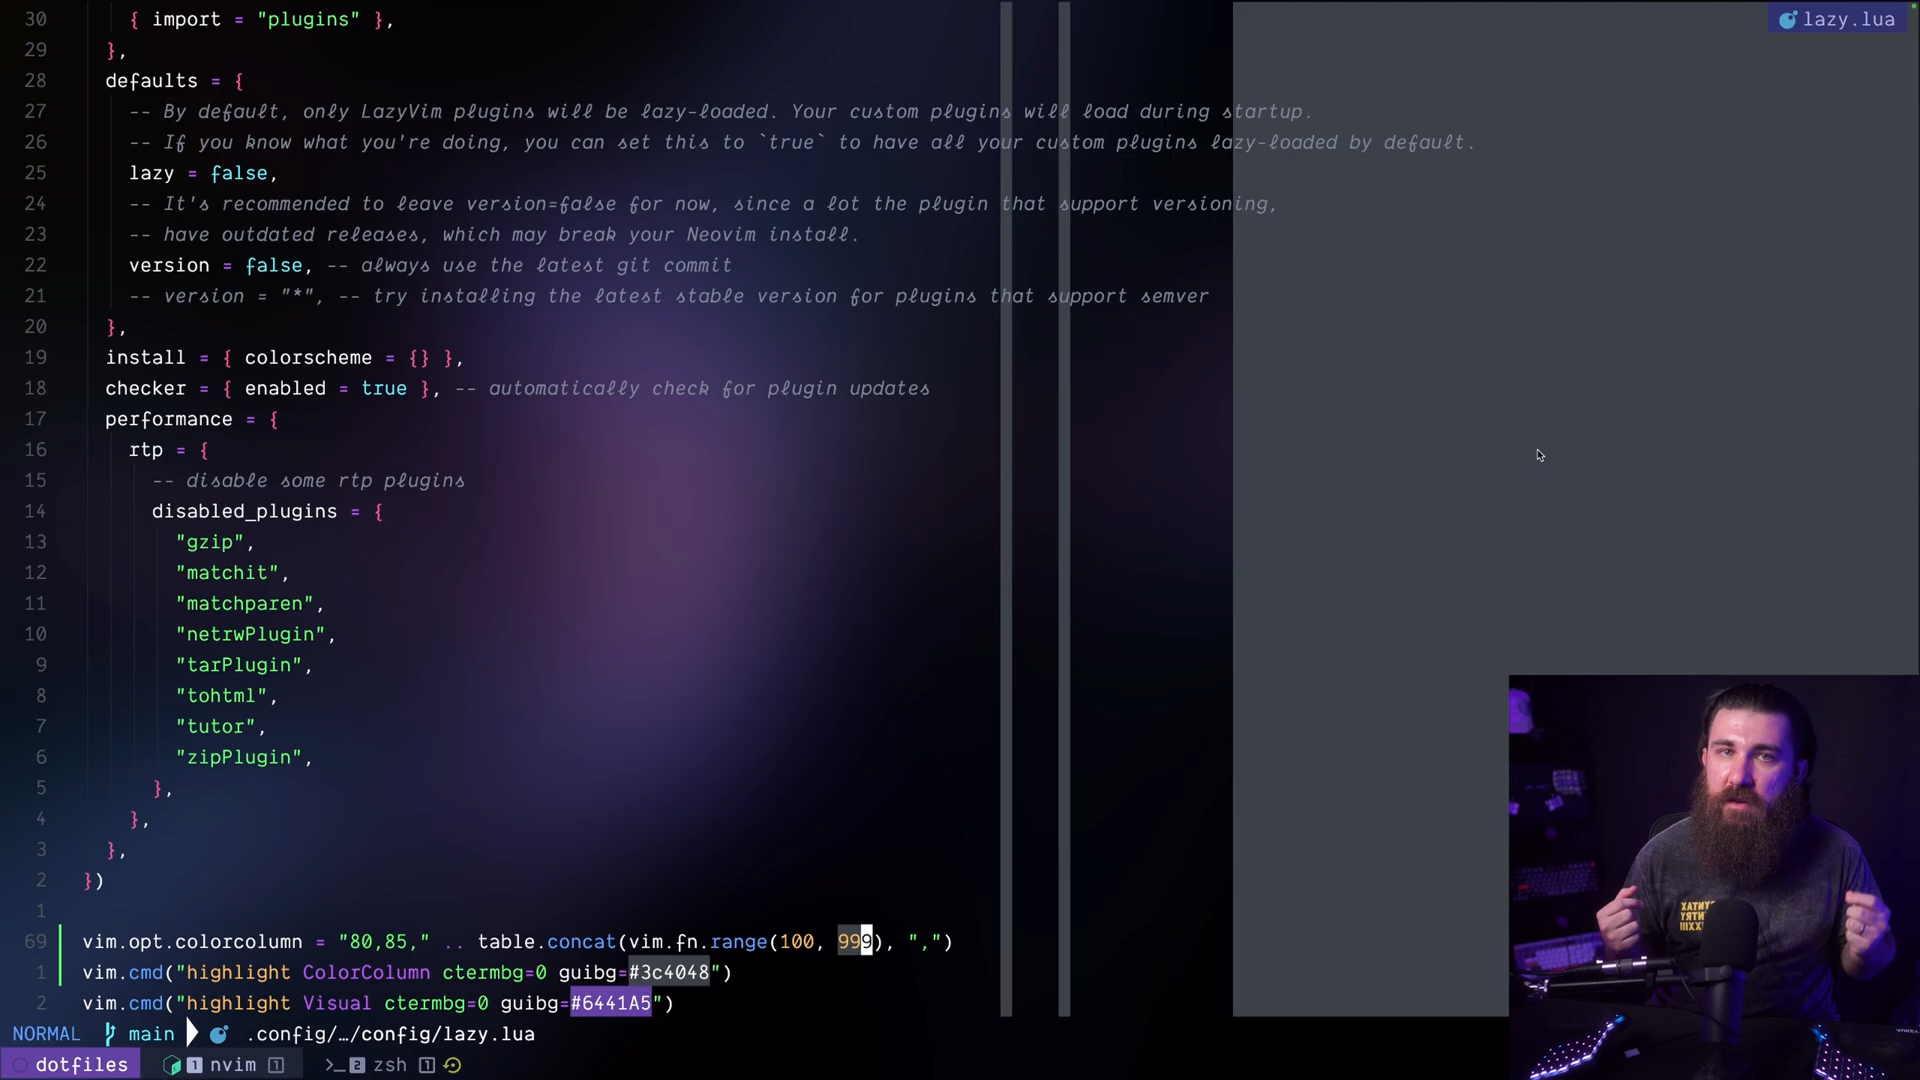 30 { import = "plugins" },
lazy.lua
29 },
28 defaults = {
27 -- By default, only LazyVim plugins will be lazy-loaded. Your custom plugins will load during startup.
26 -- If you know what you're doing, you can set this to `true` to have all your custom plugins lazy-loaded by default.
25 lazy = false,
24 -- It's recommended to leave version=false for now, since a lot the plugin that support versioning,
23 -- have outdated releases, which may break your Neovim install.
22 version = false, -- always use the latest git commit
21 -- version = "*", -- try installing the latest stable version for plugins that support semver
20 },
19 install = { colorscheme = {} },
18 checker = { enabled = true }, -- automatically check for plugin updates
17 performance = {
16 rtp = {
15 -- disable some rtp plugins
14 disabled_plugins = {
13 "gzip",
12 "matchit",
11 "matchparen",
10 "netrwPlugin",
9 "tarPlugin",
8 "tohtml",
7 "tutor",
6 "zipPlugin",
5 },
4 },
3 },
2 })
1
69 vim.opt.colorcolumn = "80,85," .. table.concat(vim.fn.range(100, 999), ",")
1 vim.cmd("highlight ColorColumn ctermbg=0 guibg=#3c4048")
2 vim.cmd("highlight Visual ctermbg=0 guibg=#6441A5")
NORMAL main .config/…/config/lazy.lua
dotfiles 1 nvim 1 >_ 2 zsh 1
SYNTAX